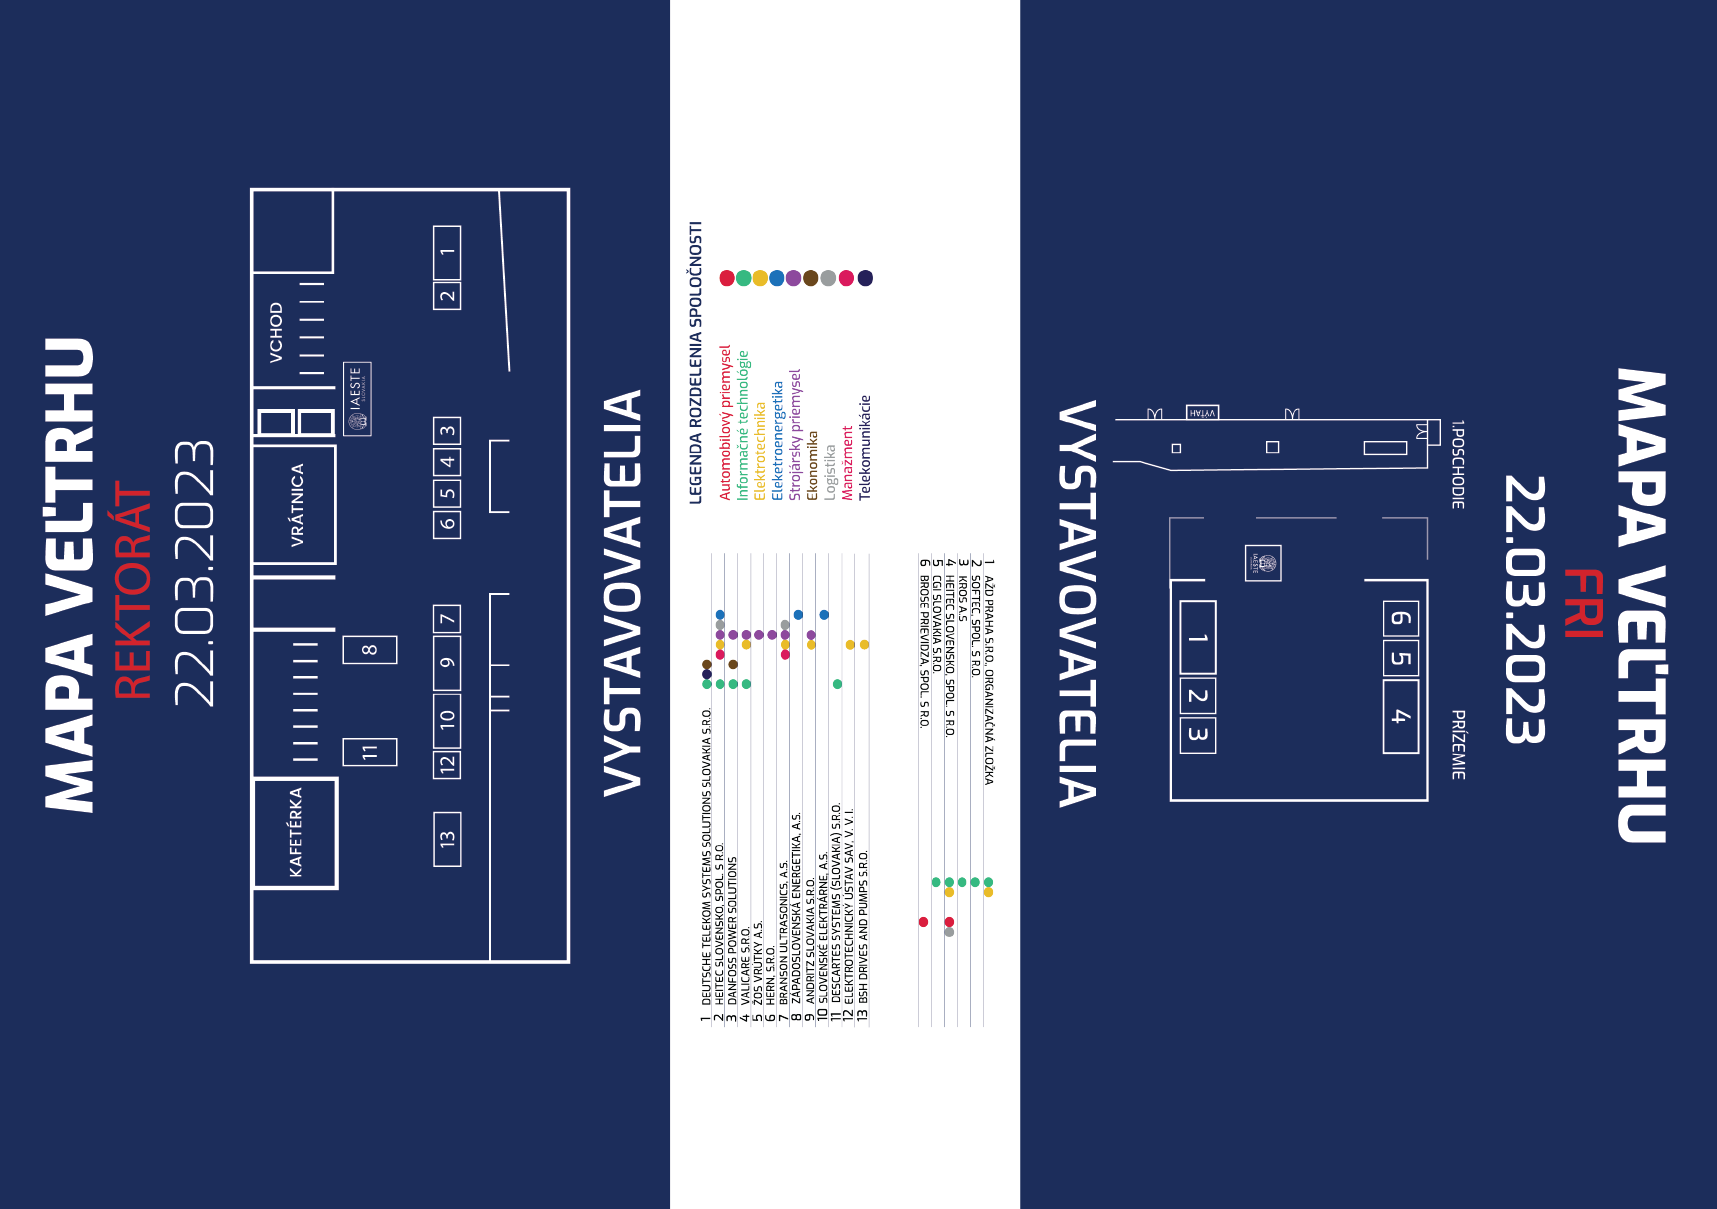 MAPA VEĽTRHU
REKTORÁT
22.03.2023
VCHOD
IAESTE
SLOVAKIA
VRÁTNICA
KAFETÉRKA
1
2
3
4
5
6
7
8
9
10
11
12
13
VYSTAVOVATELIA
LEGENDA ROZDELENIA SPOLOČNOSTI
Automobilový priemysel
Informačné technológie
Elektrotechnika
Eleketroenergetika
Strojársky priemysel
Ekonomika
Logistika
Manažment
Telekomunikácie
1 DEUTSCHE TELEKOM SYSTEMS SOLUTIONS SLOVAKIA S.R.O.
2 HEITEC SLOVENSKO, SPOL. S R.O.
3 DANFOSS POWER SOLUTIONS
4 VALICARE S.R.O.
5 ŽOS VRÚTKY A.S.
6 HERN, S.R.O.
7 BRANSON ULTRASONICS, A.S.
8 ZÁPADOSLOVENSKÁ ENERGETIKA, A.S.
9 ANDRITZ SLOVAKIA S.R.O.
10 SLOVENSKÉ ELEKTRÁRNE, A.S.
11 DESCARTES SYSTEMS (SLOVAKIA) S.R.O.
12 ELEKTROTECHNICKÝ ÚSTAV SAV, V. V. I.
13 BSH DRIVES AND PUMPS S.R.O.
MAPA VEĽTRHU
FRI
22.03.2023
1.POSCHODIE
PRÍZEMIE
VÝŤAH
IAESTE
1
2
3
4
5
6
VYSTAVOVATELIA
1 AŽD PRAHA S.R.O., ORGANIZAČNÁ ZLOŽKA
2 SOFTEC, SPOL. S R.O.
3 KROS A.S
4 HEITEC SLOVENSKO, SPOL. S R.O.
5 CGI SLOVAKIA S.R.O.
6 BROSE PRIEVIDZA, SPOL. S R.O.